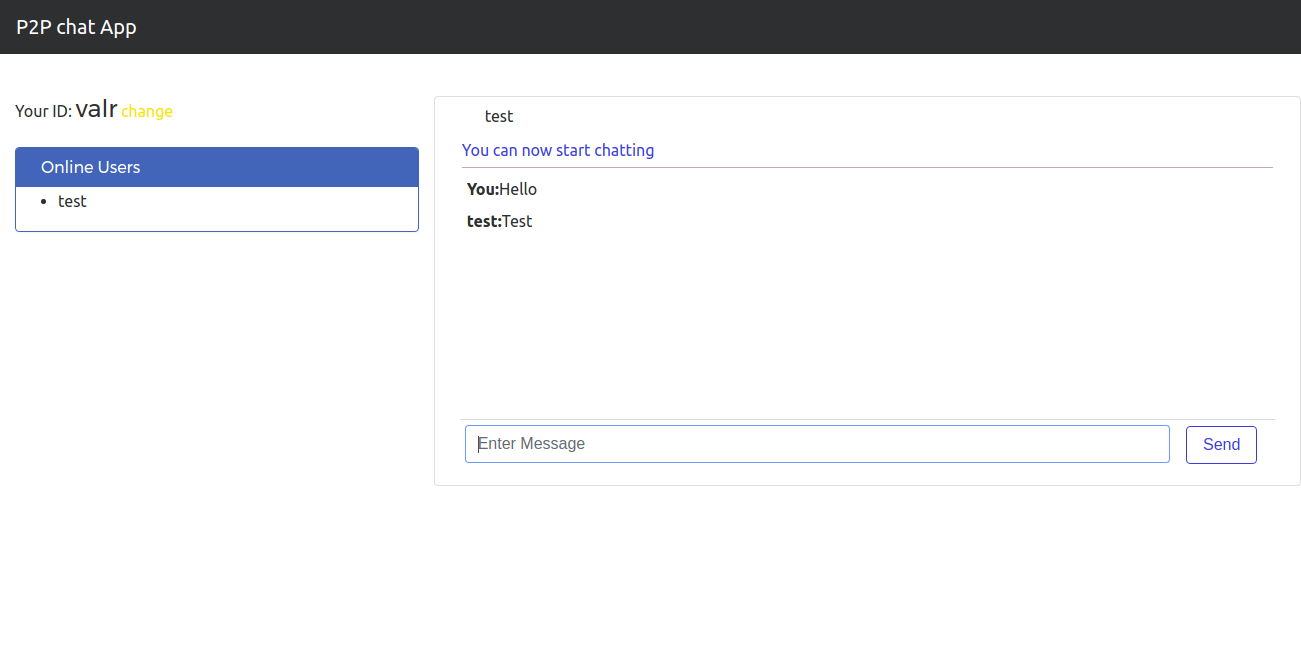 P2P chat App
Your ID: valr change
Online Users
test
test
You can now start chatting
You:Hello
test:Test
Enter Message
Send